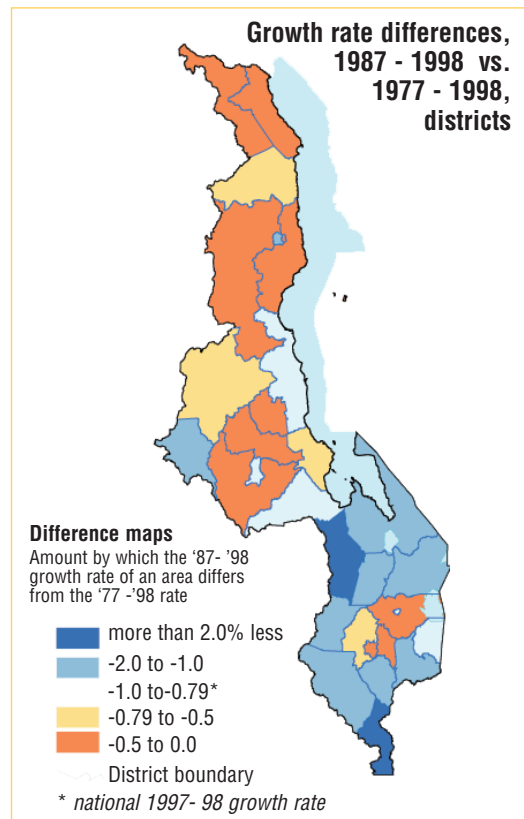 Growth rate differences,
1987 - 1998 vs.
1977 - 1998,
districts
Difference maps
Amount by which the ‘87- ’98
growth rate of an area differs
from the ‘77 -’98 rate
more than 2.0% less
-2.0 to -1.0
-1.0 to-0.79*
-0.79 to -0.5
-0.5 to 0.0
District boundary
* national 1997- 98 growth rate